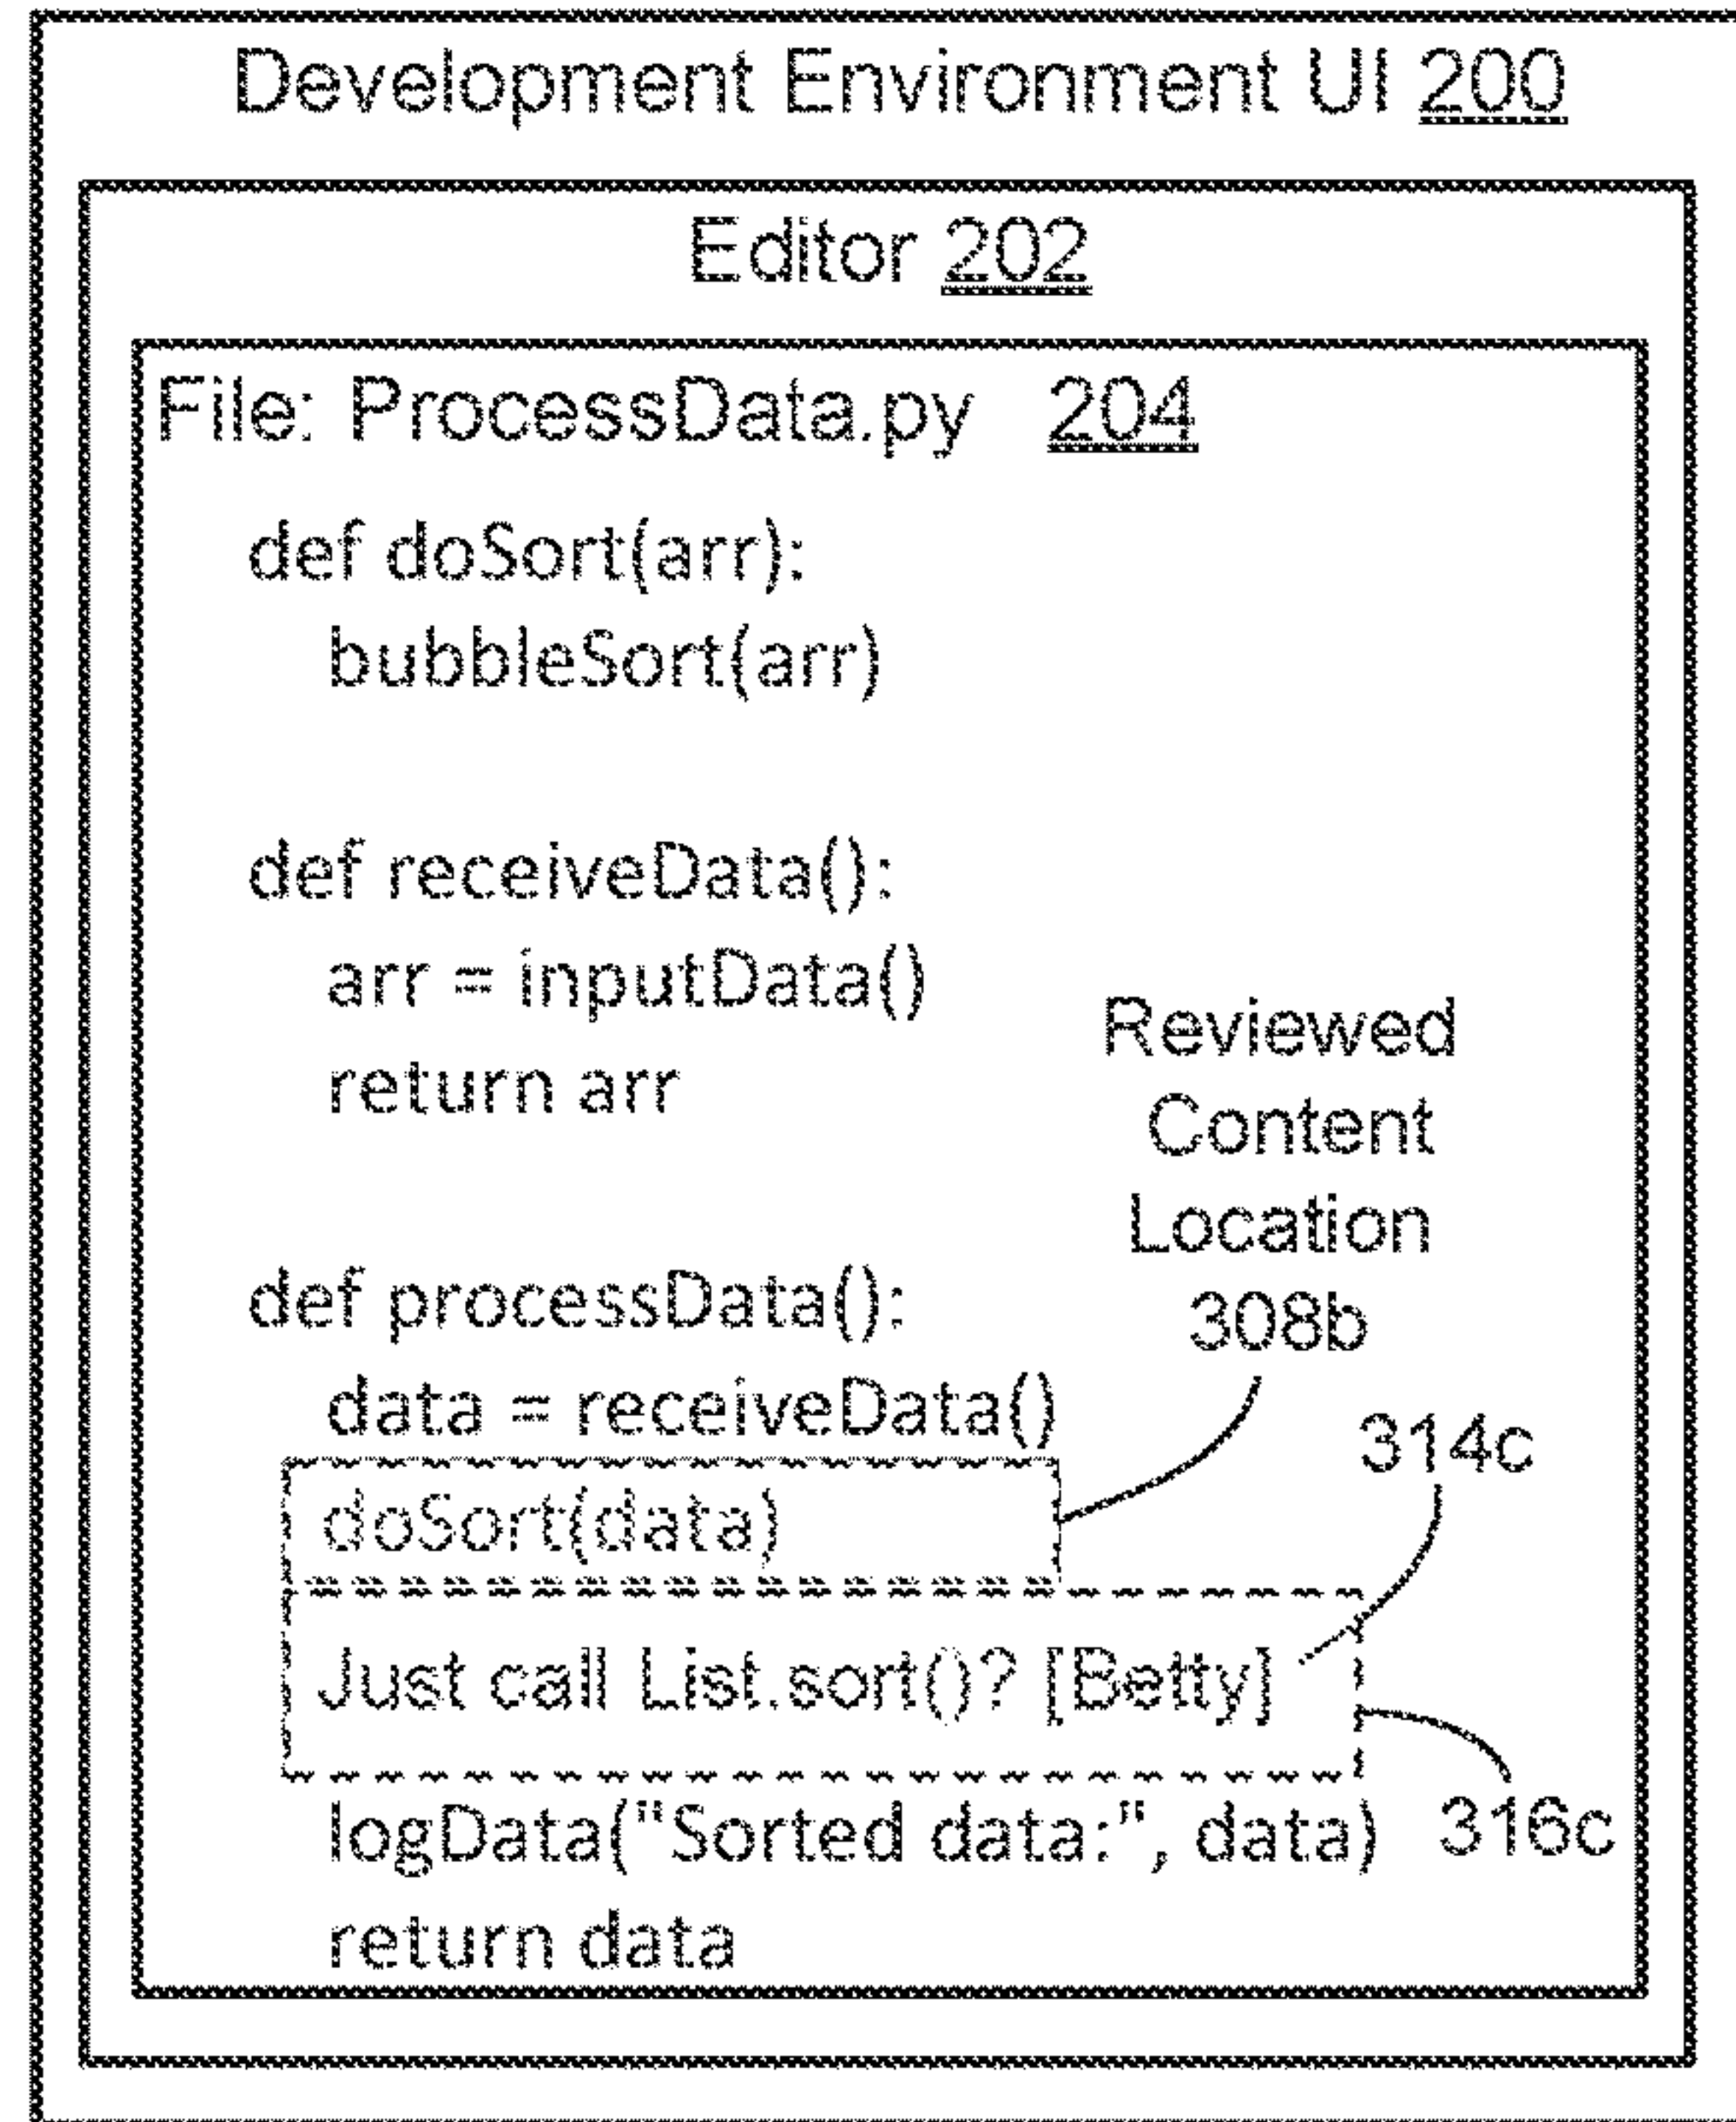 Development Environment UI 200
Editor 202
File: ProcessData.py 204
def doSort(arr):
bubbleSort(arr)
def receiveData():
arr = inputData()
return arr
Reviewed
Content
Location
308b
def processData():
data = receiveData()
314c
doSort(data)
Just call List.sort()? [Betty]
316c
logData("Sorted data:", data)
return data